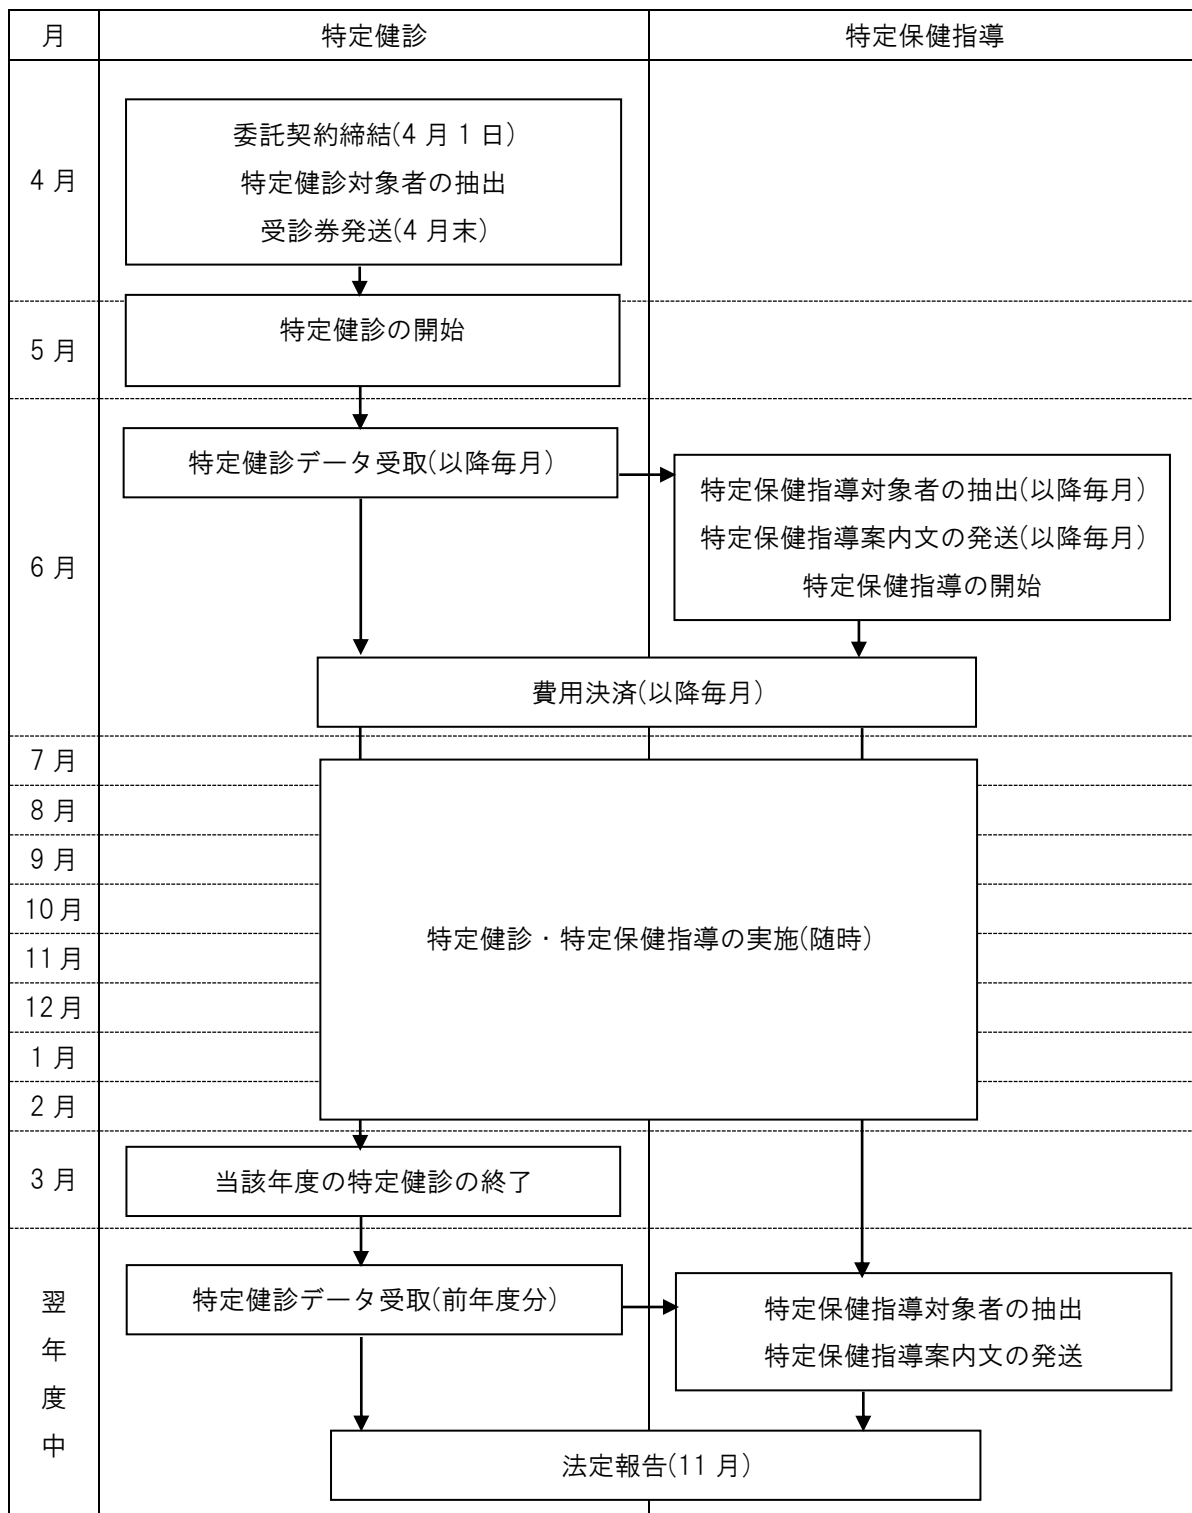 月
特定健診
特定保健指導
4月
委託契約締結(4月1日)
特定健診対象者の抽出
受診券発送(4月末)
5月
特定健診の開始
6月
特定健診データ受取(以降毎月)
特定保健指導対象者の抽出(以降毎月)
特定保健指導案内文の発送(以降毎月)
特定保健指導の開始
費用決済(以降毎月)
7月
8月
9月
10月
11月
12月
1月
2月
特定健診・特定保健指導の実施(随時)
3月
当該年度の特定健診の終了
翌
年
度
中
特定健診データ受取(前年度分)
特定保健指導対象者の抽出
特定保健指導案内文の発送
法定報告(11月)